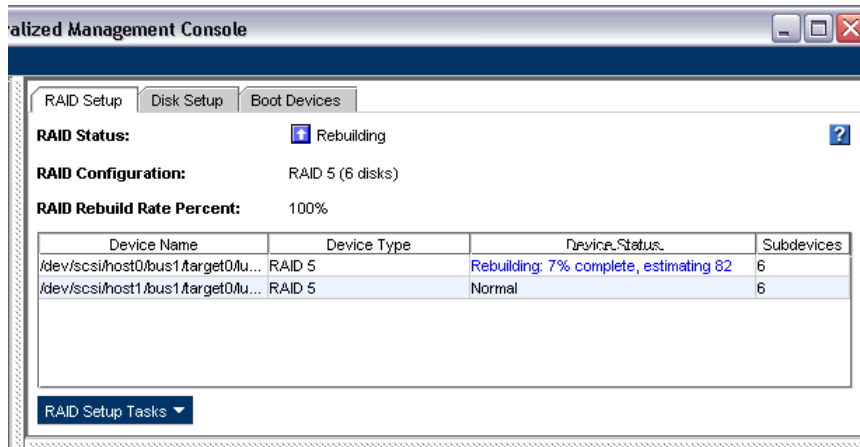 alized Management Console
RAID Setup Disk Setup Boot Devices
RAID Status: Rebuilding ?
RAID Configuration: RAID 5 (6 disks)
RAID Rebuild Rate Percent: 100%
Device Name Device Type Device Status Subdevices
/dev/scsi/host0/bus1/target0/lu... RAID 5 Rebuilding: 7% complete, estimating 82 6
/dev/scsi/host1/bus1/target0/lu... RAID 5 Normal 6
RAID Setup Tasks